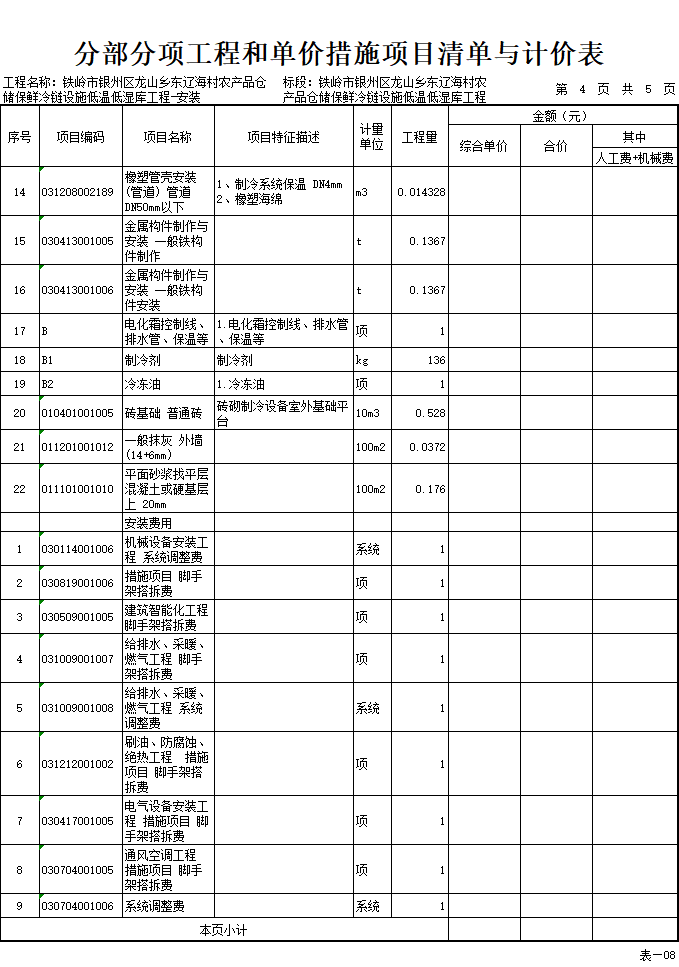 分部分项工程和单价措施项目清单与计价表
工程名称：铁岭市银州区龙山乡东辽海村农产品仓
储保鲜冷链设施低温低湿库工程-安装
标段：铁岭市银州区龙山乡东辽海村农
产品仓储保鲜冷链设施低温低湿库工程
第 4 页 共 5 页
序号 项目编码 项目名称 项目特征描述 计量
单位 工程量 金额（元）
综合单价 合价 其中
人工费+机械费
14 031208002189 橡塑管壳安装
(管道) 管道
DN50mm以下 1、制冷系统保温 DN4mm
2、橡塑海绵 m3 0.014328
15 030413001005 金属构件制作与
安装 一般铁构
件制作 t 0.1367
16 030413001006 金属构件制作与
安装 一般铁构
件安装 t 0.1367
17 B 电化霜控制线、
排水管、保温等 1.电化霜控制线、排水管
、保温等 项 1
18 B1 制冷剂 制冷剂 kg 136
19 B2 冷冻油 1.冷冻油 项 1
20 010401001005 砖基础 普通砖 砖砌制冷设备室外基础平
台 10m3 0.528
21 011201001012 一般抹灰 外墙
(14+6mm) 100m2 0.0372
22 011101001010 平面砂浆找平层
混凝土或硬基层
上 20mm 100m2 0.176
安装费用
1 030114001006 机械设备安装工
程 系统调整费 系统 1
2 030819001006 措施项目 脚手
架搭拆费 项 1
3 030509001005 建筑智能化工程
脚手架搭拆费 项 1
4 031009001007 给排水、采暖、
燃气工程 脚手
架搭拆费 项 1
5 031009001008 给排水、采暖、
燃气工程 系统
调整费 系统 1
6 031212001002 刷油、防腐蚀、
绝热工程 措施
项目 脚手架搭
拆费 项 1
7 030417001005 电气设备安装工
程 措施项目 脚
手架搭拆费 项 1
8 030704001005 通风空调工程
措施项目 脚手
架搭拆费 项 1
9 030704001006 系统调整费 系统 1
本页小计
表—08